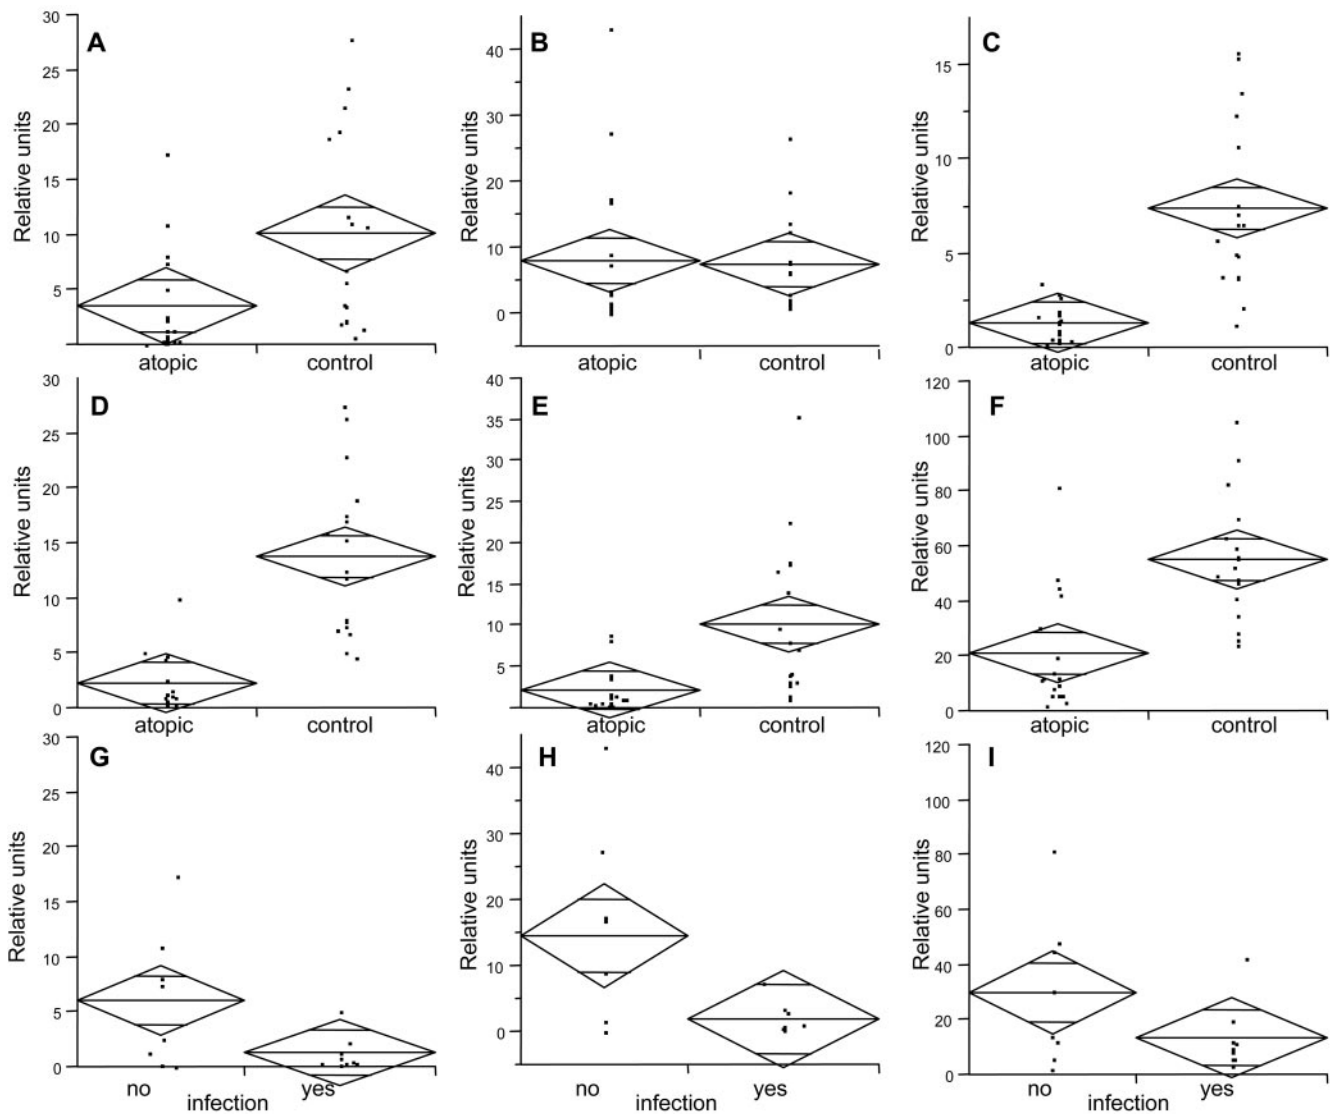 A
Relative units
30
25
20
15
10
5
atopic
control
B
Relative units
40
30
20
10
0
atopic
control
C
Relative units
15
10
5
0
atopic
control
D
Relative units
30
25
20
15
10
5
0
atopic
control
E
Relative units
40
35
30
25
20
15
10
5
atopic
control
F
Relative units
120
100
80
60
40
20
0
atopic
control
G
Relative units
30
25
20
15
10
5
0
no
yes
infection
H
Relative units
40
30
20
10
0
no
yes
infection
I
Relative units
120
100
80
60
40
20
0
no
yes
infection